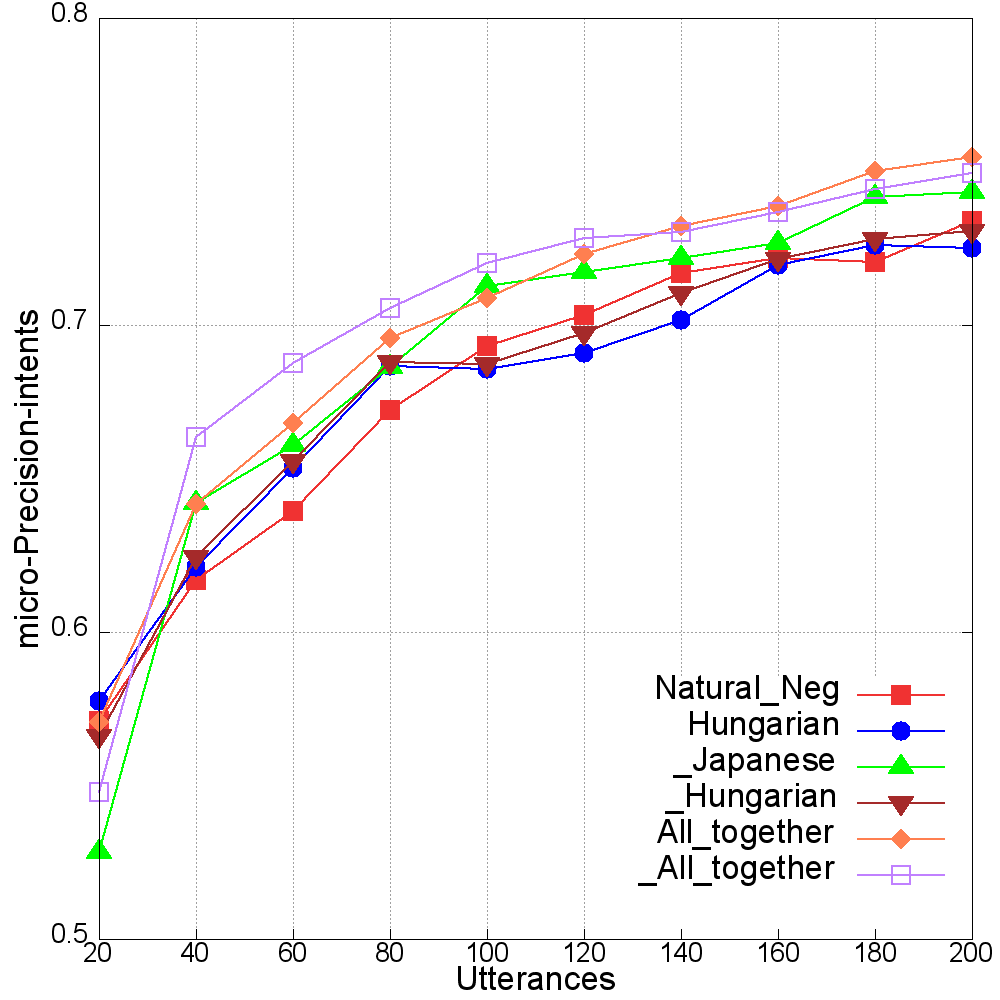 0.8
0.7
0.6
0.5
micro-Precision-intents
Natural_Neg
Hungarian
_Japanese
_Hungarian
All_together
_All_together
20 40 60 80 100 120 140 160 180 200
Utterances